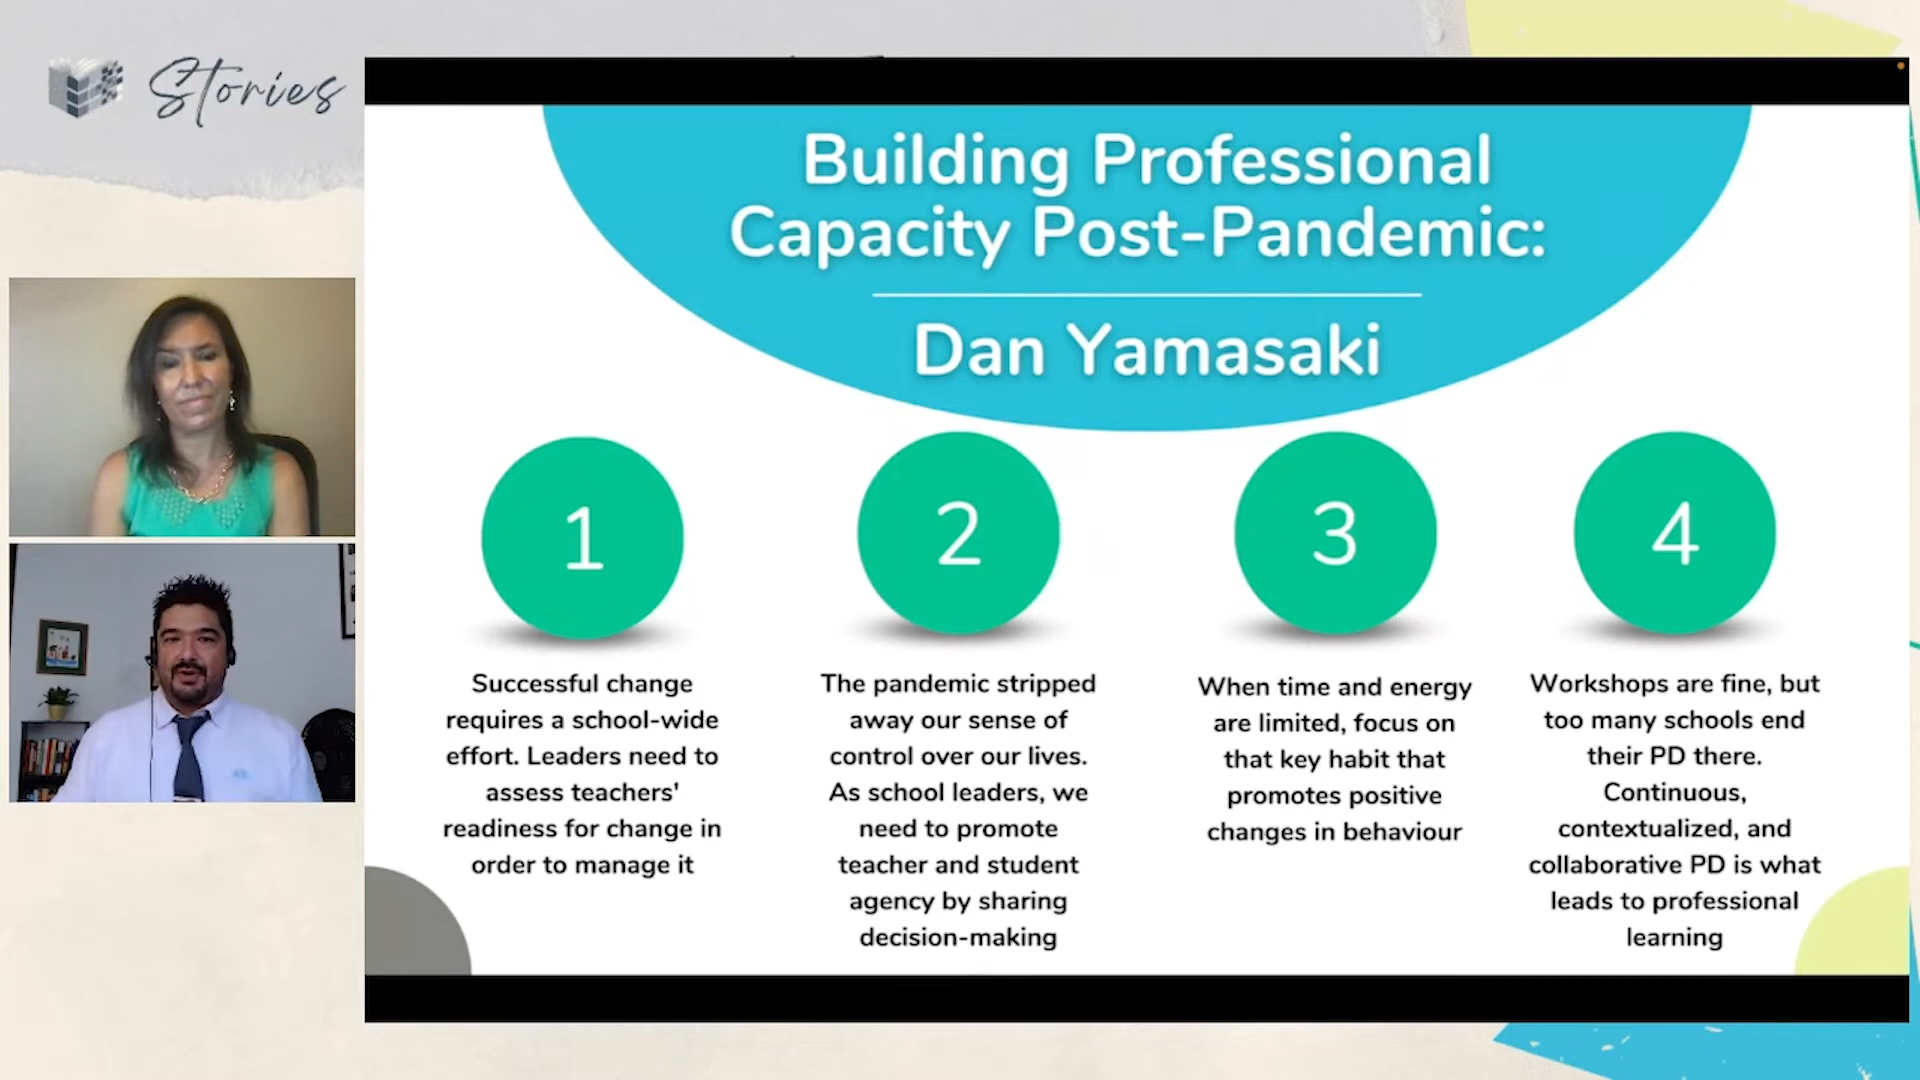 Stories
Building Professional
Capacity Post-Pandemic:
Dan Yamasaki
1
Successful change
requires a school-wide
effort. Leaders need to
assess teachers'
readiness for change in
order to manage it
2
The pandemic stripped
away our sense of
control over our lives.
As school leaders, we
need to promote
teacher and student
agency by sharing
decision-making
3
When time and energy
are limited, focus on
that key habit that
promotes positive
changes in behaviour
4
Workshops are fine, but
too many schools end
their PD there.
Continuous,
contextualized, and
collaborative PD is what
leads to professional
learning